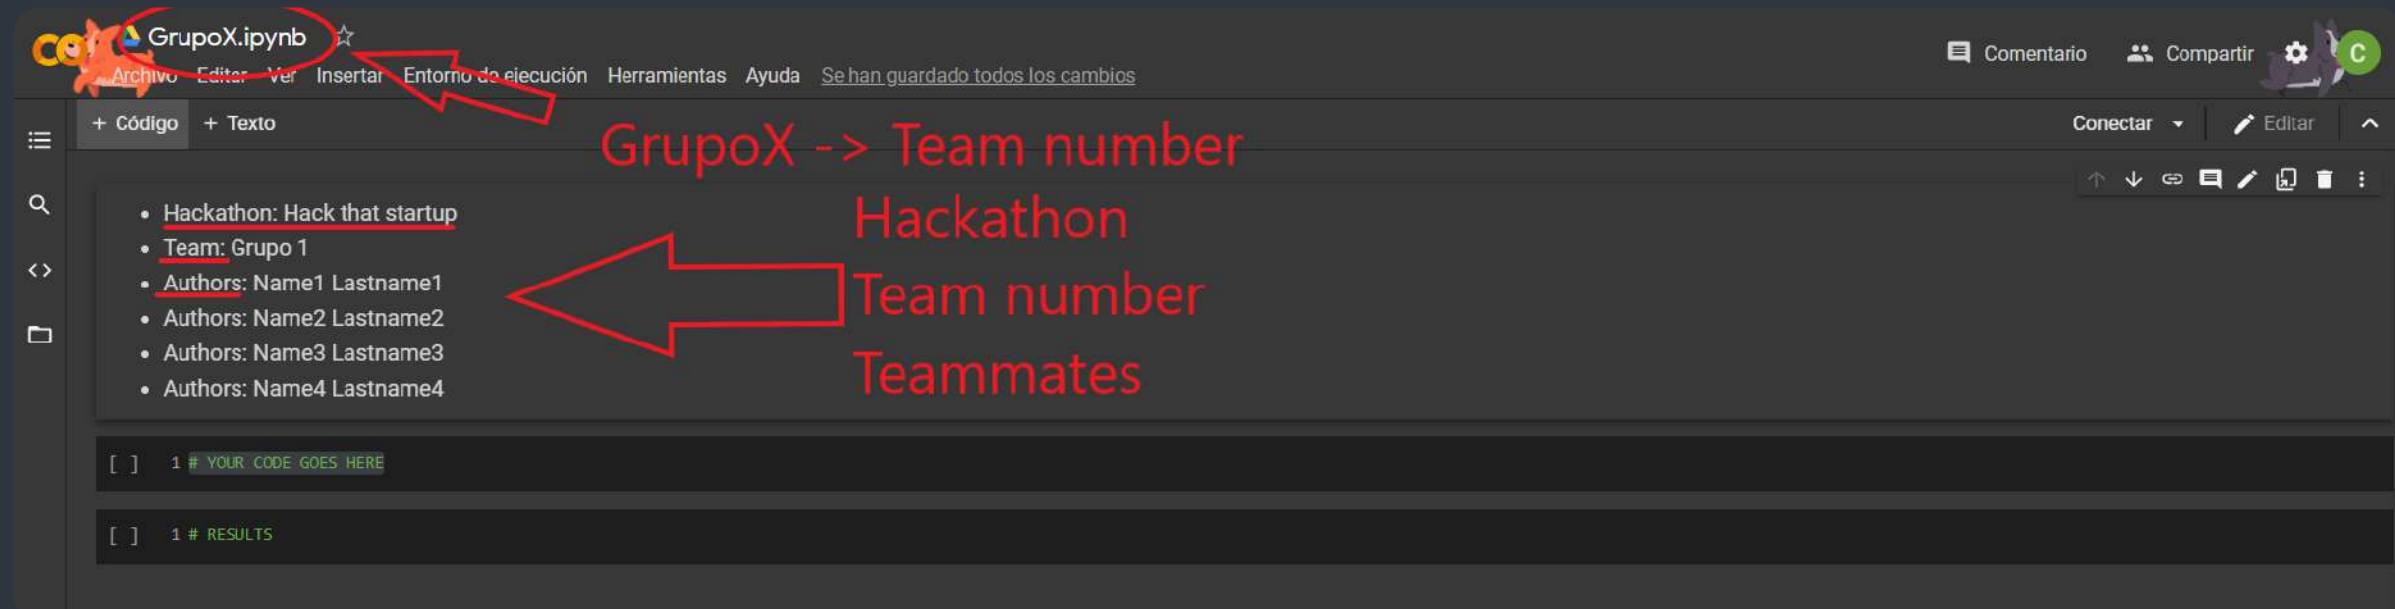 GrupoX.ipynb
Archivo Editar Ver Insertar Entorno de ejecución Herramientas Ayuda Se han guardado todos los cambios
Comentario Compartir C
+ Código + Texto
Conectar Editar
GrupoX -> Team number
Hackathon: Hack that startup
Team: Grupo 1
Authors: Name1 Lastname1
Authors: Name2 Lastname2
Authors: Name3 Lastname3
Authors: Name4 Lastname4
Hackathon
Team number
Teammates
[ ] 1 # YOUR CODE GOES HERE
[ ] 1 # RESULTS